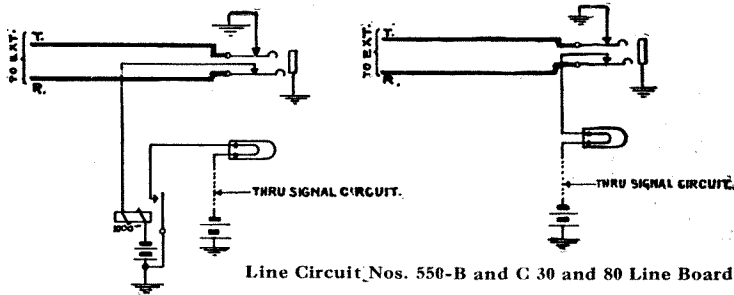 TO EXT.
T.
R.
THRU SIGNAL CIRCUIT.
1000~
TO EXT.
T.
R.
THRU SIGNAL CIRCUIT.
Line Circuit Nos. 550-B and C 30 and 80 Line Board